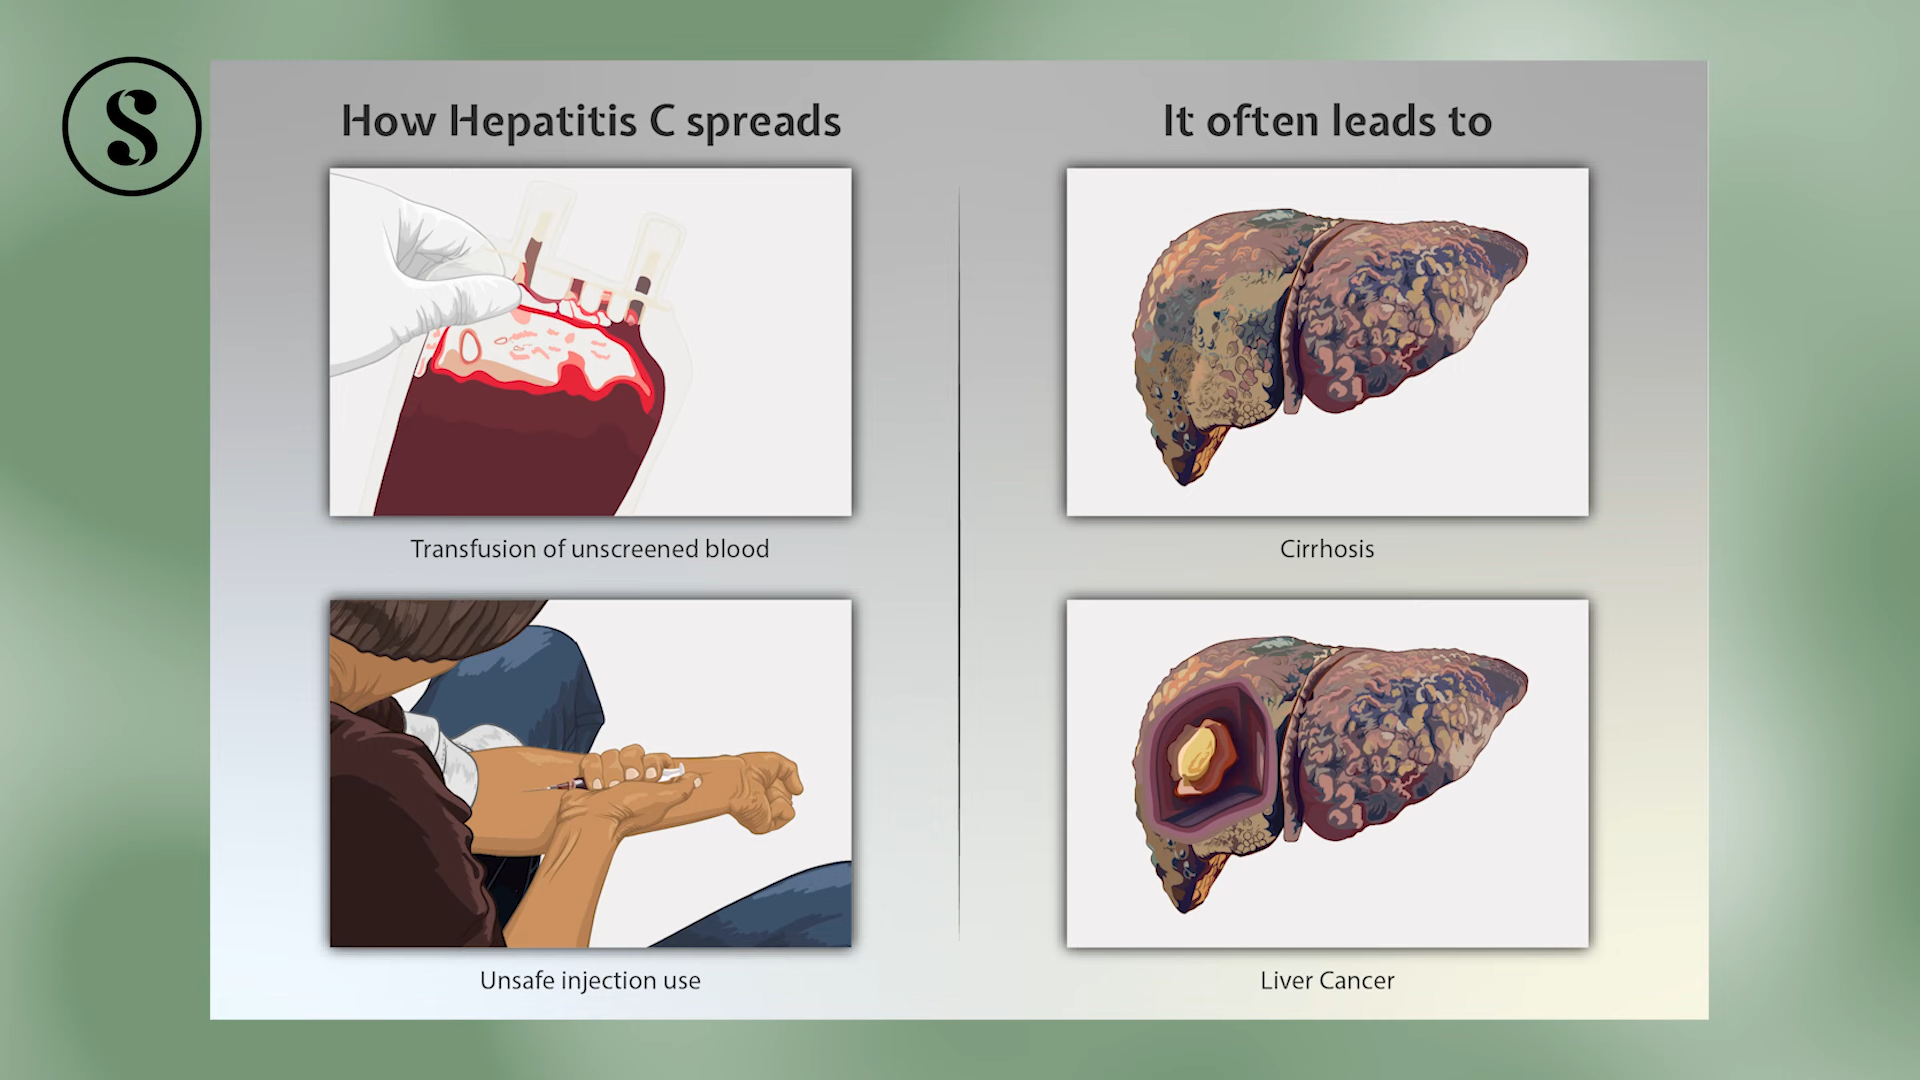 S
How Hepatitis C spreads
It often leads to
Transfusion of unscreened blood
Cirrhosis
Unsafe injection use
Liver Cancer